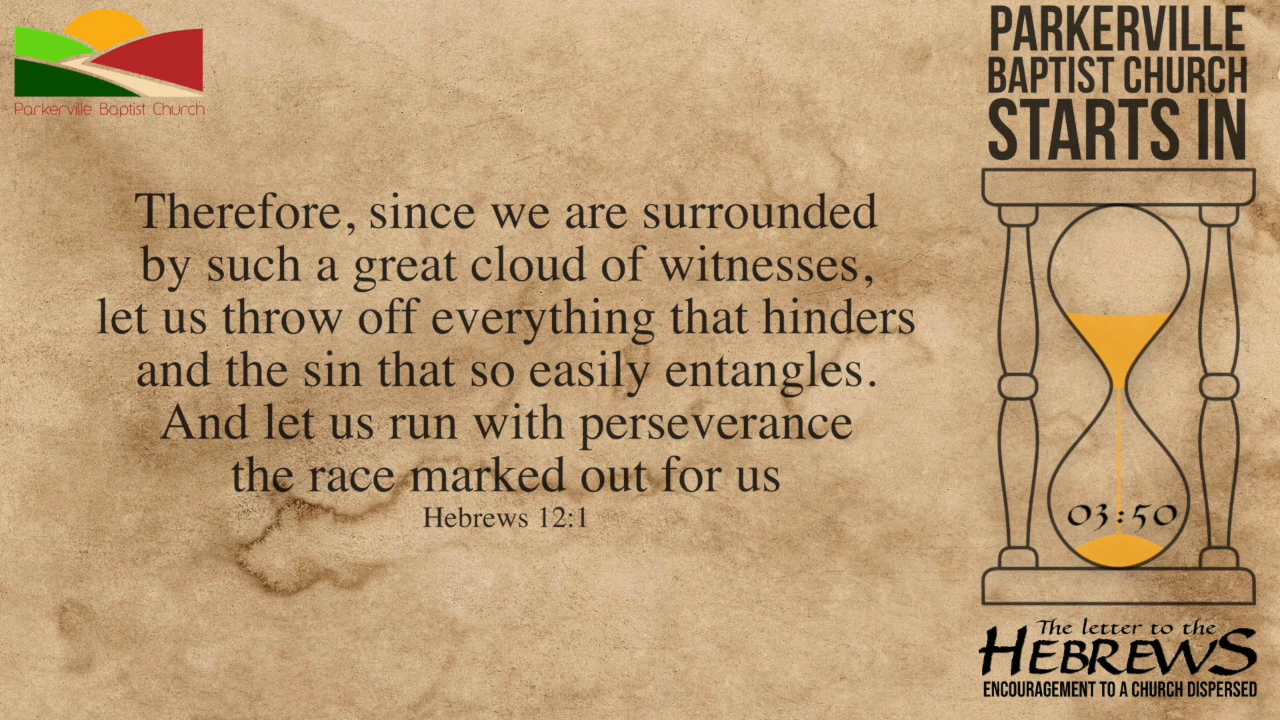 Parkerville Baptist Church
PARKERVILLE
BAPTIST CHURCH
STARTS IN
Therefore, since we are surrounded
by such a great cloud of witnesses,
let us throw off everything that hinders
and the sin that so easily entangles.
And let us run with perseverance
the race marked out for us
Hebrews 12:1
03:50
The letter to the
HEBREWS
ENCOURAGEMENT TO A CHURCH DISPERSED